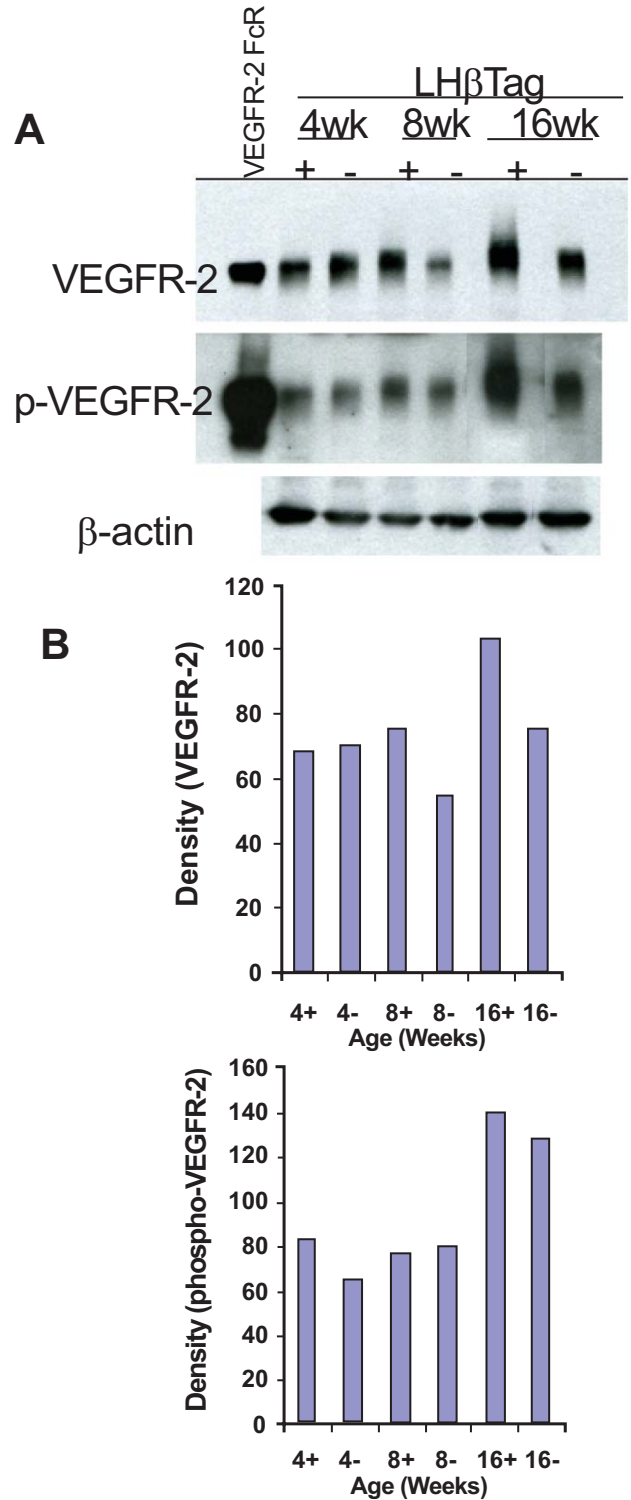 VEGFR-2 FcR
LHβTag
A
4wk 8wk 16wk
+ - + - + -
VEGFR-2
p-VEGFR-2
β-actin
B
Density (VEGFR-2)
120
100
80
60
40
20
0
4+ 4- 8+ 8- 16+ 16-
Age (Weeks)
Density (phospho-VEGFR-2)
160
140
120
100
80
60
40
20
0
4+ 4- 8+ 8- 16+ 16-
Age (Weeks)